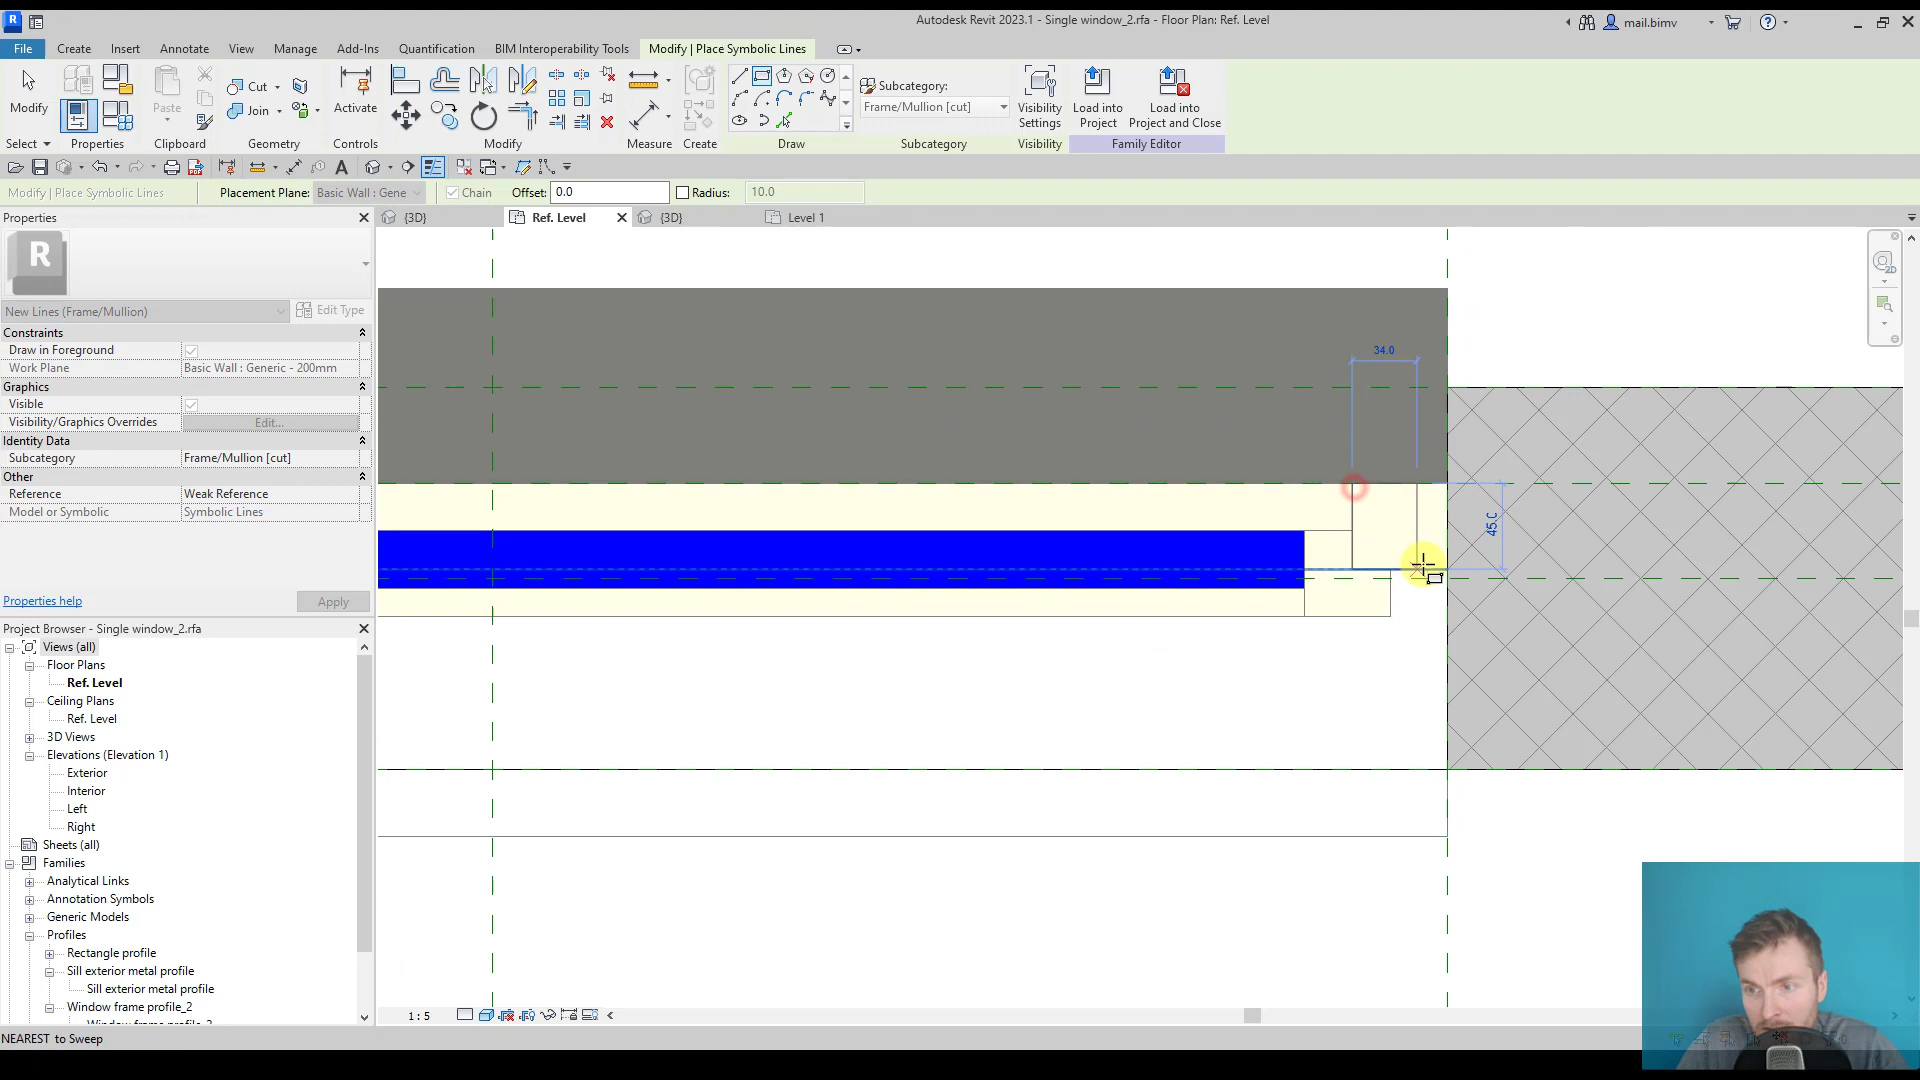 Autodesk Revit 2023.1 - Single window_2.rfa - Floor Plan: Ref. Level
mail.bimv
File Create Insert Annotate View Manage Add-Ins Quantification BIM Interoperability Tools Modify | Place Symbolic Lines
Modify
Paste
Cut
Join
Activate
Create
Subcategory:
Frame/Mullion [cut]
Visibility Settings
Load into Project
Load into Project and Close
Select Properties Clipboard Geometry Controls Modify Measure Create Draw Subcategory Visibility Family Editor
Modify | Place Symbolic Lines Placement Plane: Basic Wall : Gene Chain Offset: 0.0 Radius: 10.0
Properties
{3D} Ref. Level {3D} Level 1
R
New Lines (Frame/Mullion) Edit Type
Constraints
Draw in Foreground
Work Plane Basic Wall : Generic - 200mm
Graphics
Visible
Visibility/Graphics Overrides Edit...
Identity Data
Subcategory Frame/Mullion [cut]
Other
Reference Weak Reference
Model or Symbolic Symbolic Lines
Properties help Apply
Project Browser - Single window_2.rfa
Views (all)
Floor Plans
Ref. Level
Ceiling Plans
Ref. Level
3D Views
Elevations (Elevation 1)
Exterior
Interior
Left
Right
Sheets (all)
Families
Analytical Links
Annotation Symbols
Generic Models
Profiles
Rectangle profile
Sill exterior metal profile
Sill exterior metal profile
Window frame profile_2
34.0
45.0
2D
1 : 5
NEAREST to Sweep